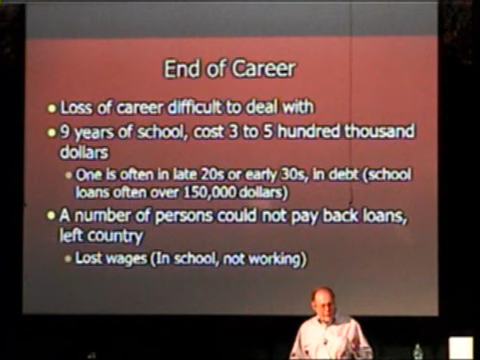 End of Career
• Loss of career difficult to deal with
• 9 years of school, cost 3 to 5 hundred thousand
dollars
• One is often in late 20s or early 30s, in debt (school
loans often over 150,000 dollars)
• A number of persons could not pay back loans,
left country
• Lost wages (In school, not working)